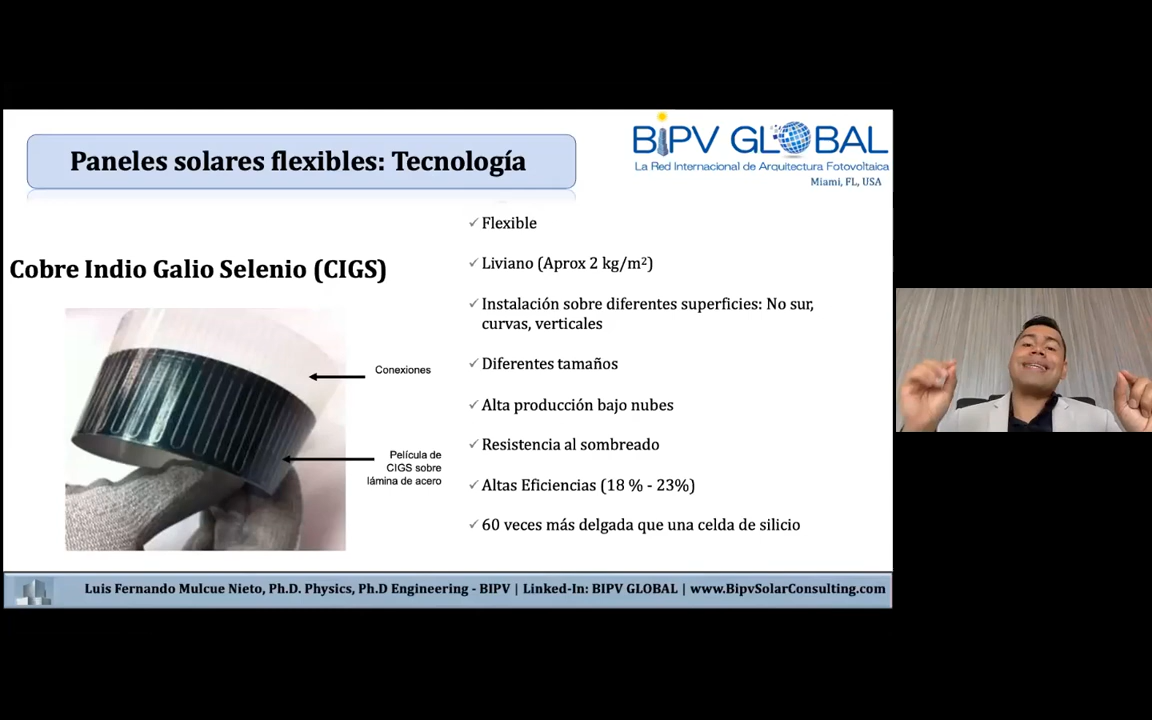 Paneles solares flexibles: Tecnología
BIPV GLOBAL
La Red Internacional de Arquitectura Fotovoltaica
Miami, FL, USA
Cobre Indio Galio Selenio (CIGS)
Conexiones
Película de
CIGS sobre
lámina de acero
✓ Flexible
✓ Liviano (Aprox 2 kg/m²)
✓ Instalación sobre diferentes superficies: No sur,
curvas, verticales
✓ Diferentes tamaños
✓ Alta producción bajo nubes
✓ Resistencia al sombreado
✓ Altas Eficiencias (18 % - 23%)
✓ 60 veces más delgada que una celda de silicio
Luis Fernando Mulcue Nieto, Ph.D. Physics, Ph.D Engineering - BIPV | Linked-In: BIPV GLOBAL | www.BipvSolarConsulting.com